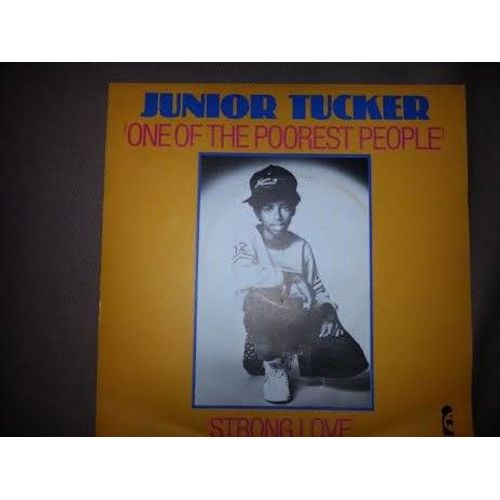 JUNIOR TUCKER
'ONE OF THE POOREST PEOPLE'
STRONG LOVE